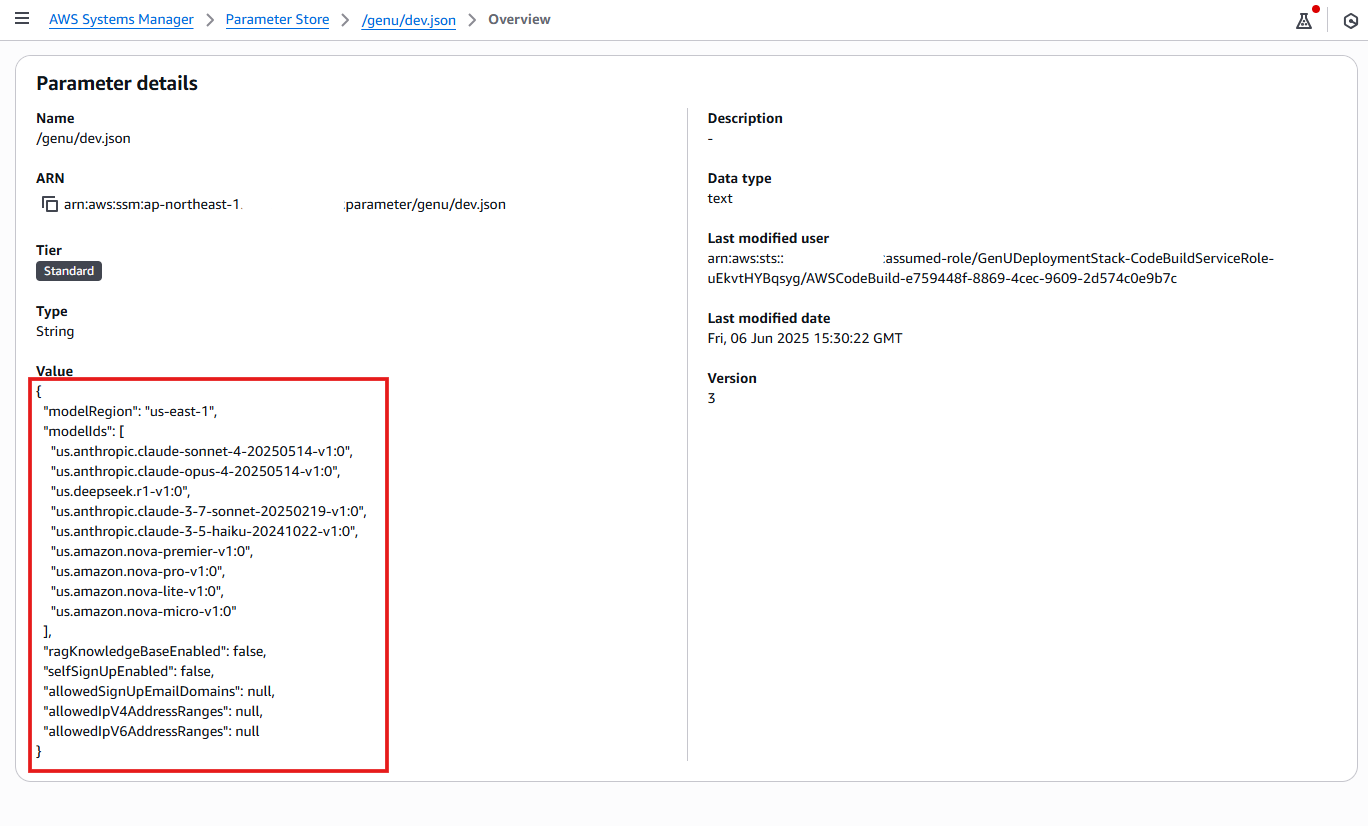 AWS Systems Manager > Parameter Store > /genu/dev.json > Overview
Parameter details
Name
/genu/dev.json
ARN
arn:aws:ssm:ap-northeast-1. .parameter/genu/dev.json
Tier
Standard
Type
String
Value
{
"modelRegion": "us-east-1",
"modelIds": [
"us.anthropic.claude-sonnet-4-20250514-v1:0",
"us.anthropic.claude-opus-4-20250514-v1:0",
"us.deepseek.r1-v1:0",
"us.anthropic.claude-3-7-sonnet-20250219-v1:0",
"us.anthropic.claude-3-5-haiku-20241022-v1:0",
"us.amazon.nova-premier-v1:0",
"us.amazon.nova-pro-v1:0",
"us.amazon.nova-lite-v1:0",
"us.amazon.nova-micro-v1:0"
],
"ragKnowledgeBaseEnabled": false,
"selfSignUpEnabled": false,
"allowedSignUpEmailDomains": null,
"allowedIpV4AddressRanges": null,
"allowedIpV6AddressRanges": null
}
Description
-
Data type
text
Last modified user
arn:aws:sts:: :assumed-role/GenUDeploymentStack-CodeBuildServiceRole-
uEkvtHYBqsyg/AWSCodeBuild-e759448f-8869-4cec-9609-2d574c0e9b7c
Last modified date
Fri, 06 Jun 2025 15:30:22 GMT
Version
3